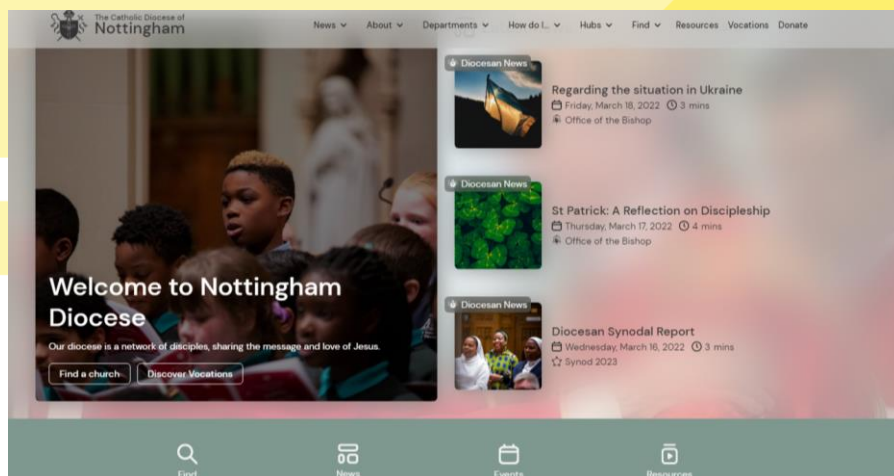 The Catholic Diocese of
Nottingham
News About Departments How do I... Hubs Find Resources Vocations Donate
Welcome to Nottingham
Diocese
Our diocese is a network of disciples, sharing the message and love of Jesus.
Find a church Discover Vocations
Diocesan News
Regarding the situation in Ukraine
Friday, March 18, 2022 3 mins
Office of the Bishop
Diocesan News
St Patrick: A Reflection on Discipleship
Thursday, March 17, 2022 4 mins
Office of the Bishop
Diocesan News
Diocesan Synodal Report
Wednesday, March 16, 2022 3 mins
Synod 2023
Find News Events Resources